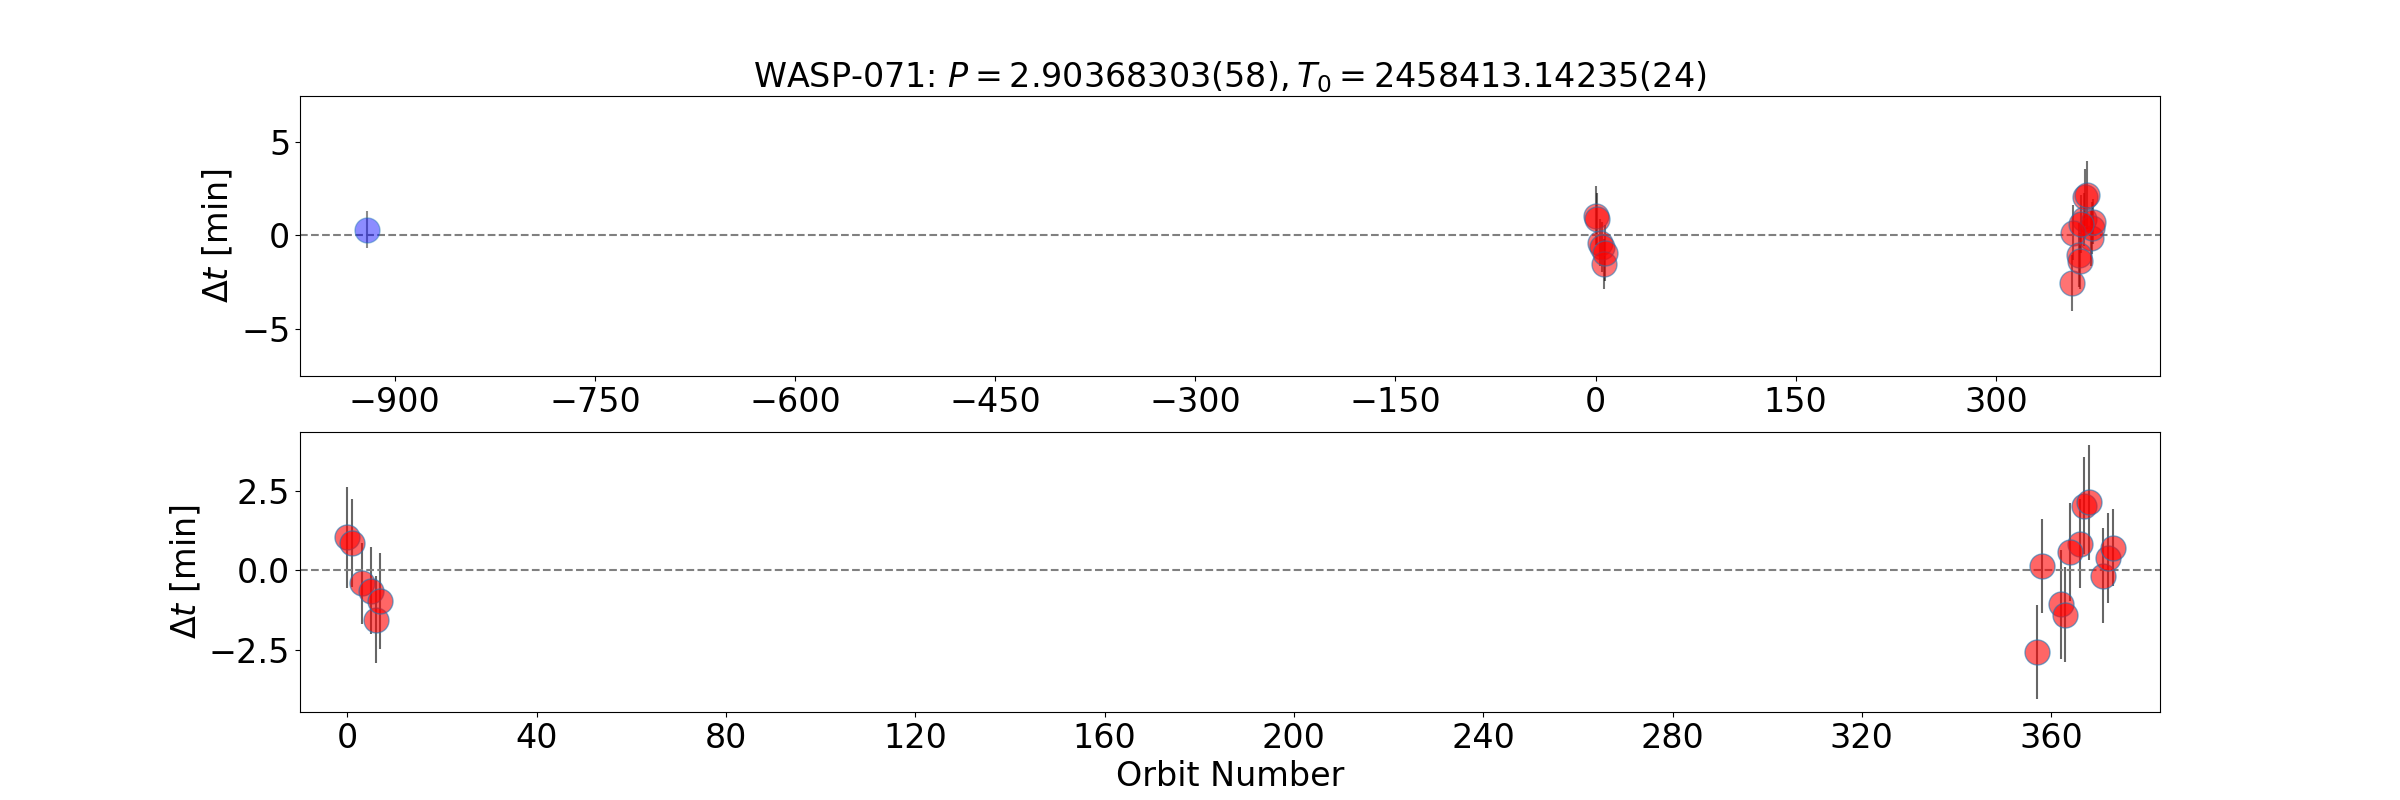 WASP-071: P = 2.90368303(58), T₀ = 2458413.14235(24)
5
0
−5
Δt [min]
−900 −750 −600 −450 −300 −150 0 150 300
2.5
0.0
−2.5
Δt [min]
0 40 80 120 160 200 240 280 320 360
Orbit Number